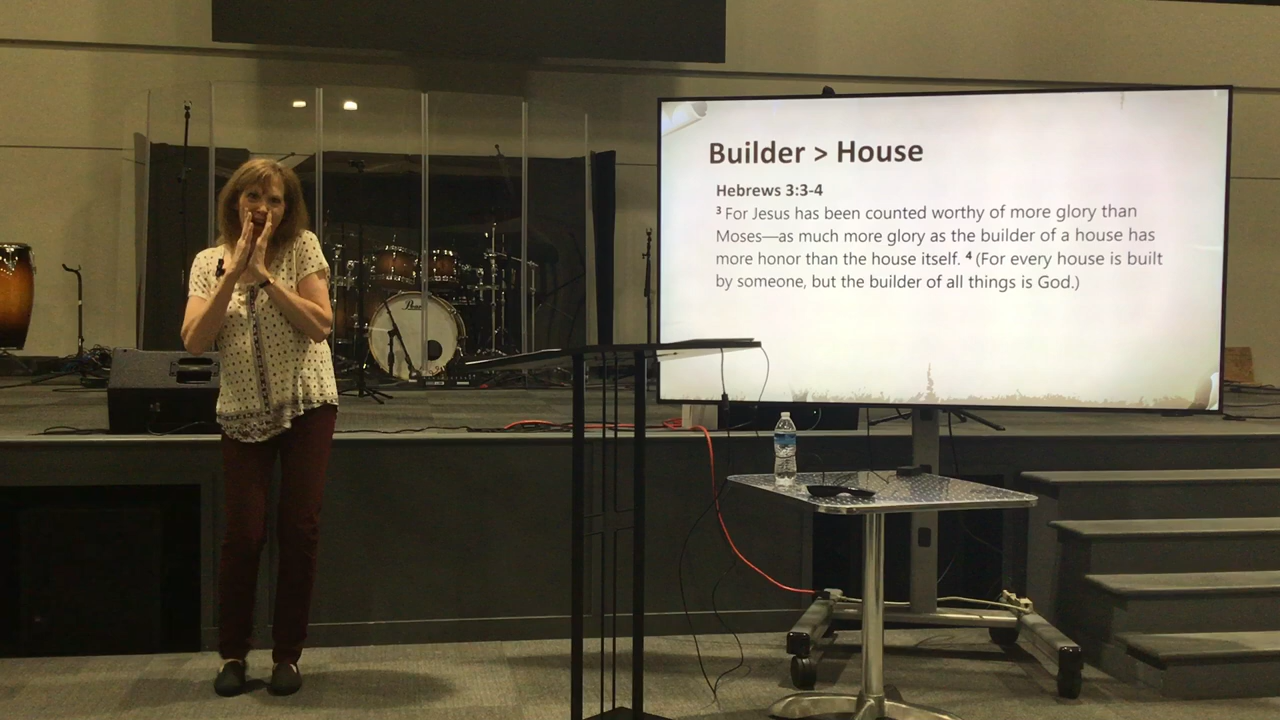 Builder > House
Hebrews 3:3-4
³ For Jesus has been counted worthy of more glory than
Moses—as much more glory as the builder of a house has
more honor than the house itself. ⁴ (For every house is built
by someone, but the builder of all things is God.)
Pearl